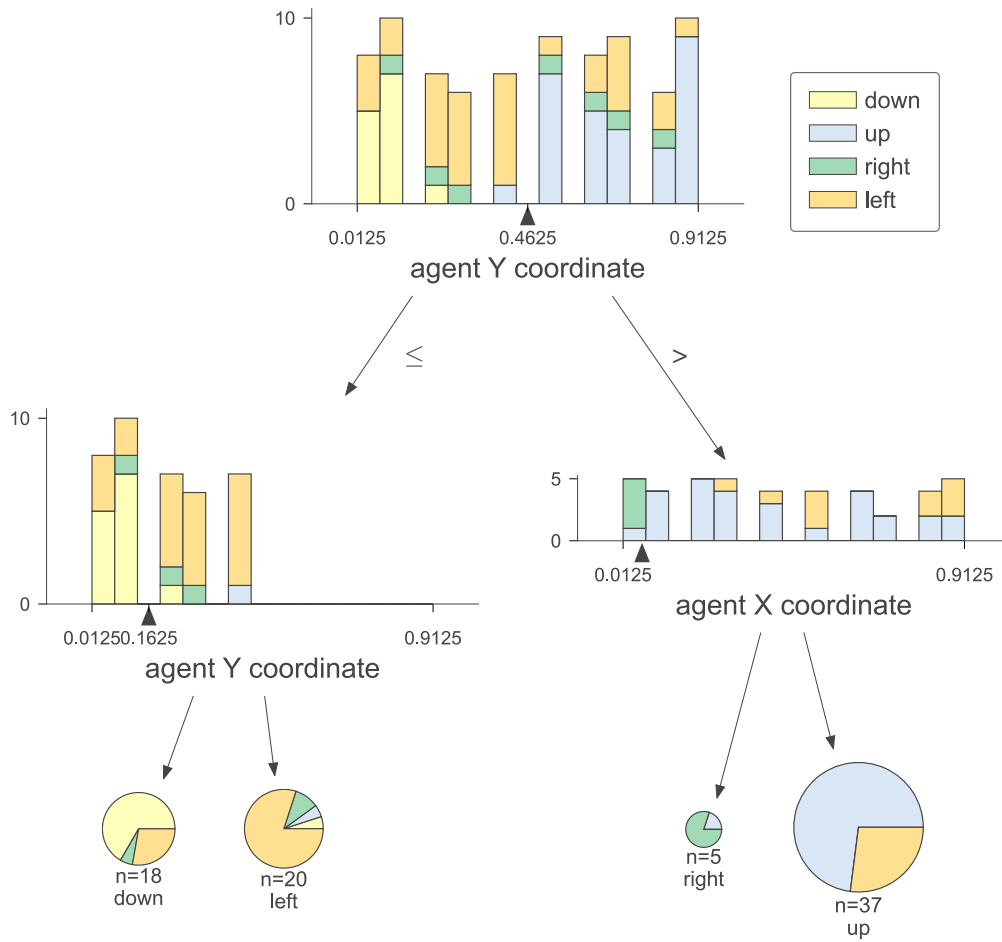 10
0
0.0125
0.4625
0.9125
agent Y coordinate
down
up
right
left
≤
>
10
0
0.0125
0.1625
0.9125
agent Y coordinate
5
0
0.0125
0.9125
agent X coordinate
n=18
down
n=20
left
n=5
right
n=37
up